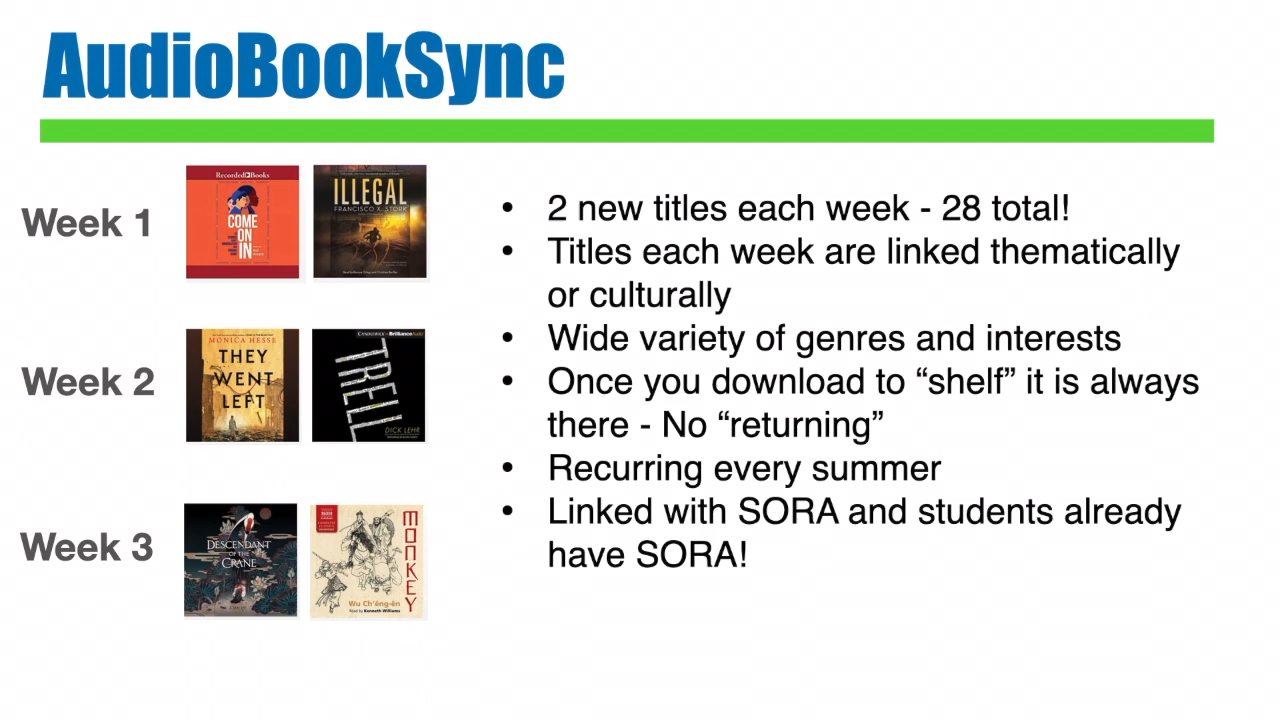 AudioBookSync
Week 1
Recorded Books
COME
ON
IN
ILLEGAL
FRANCISCO X. STORK
• 2 new titles each week - 28 total!
• Titles each week are linked thematically
or culturally
• Wide variety of genres and interests
• Once you download to “shelf” it is always
there - No “returning”
• Recurring every summer
• Linked with SORA and students already
have SORA!
Week 2
MONICA HESSE
THEY
WENT
LEFT
TRELL
DICK LEHR
Week 3
DESCENDANT
OF THE
CRANE
MONKEY
Wu Ch’êng-ên
Read by Kenneth Williams